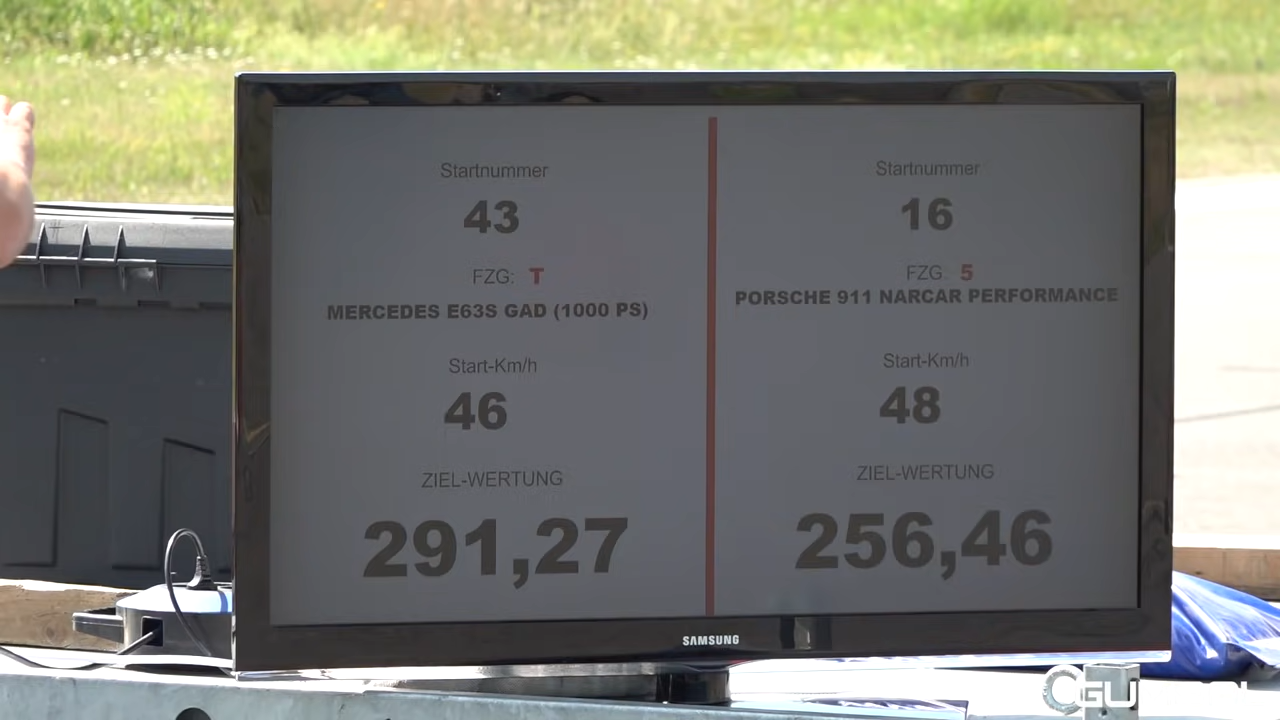 Startnummer
43
FZG: T
MERCEDES E63S GAD (1000 PS)
Start-Km/h
46
ZIEL-WERTUNG
291,27
Startnummer
16
FZG: 5
PORSCHE 911 NARCAR PERFORMANCE
Start-Km/h
48
ZIEL-WERTUNG
256,46
SAMSUNG